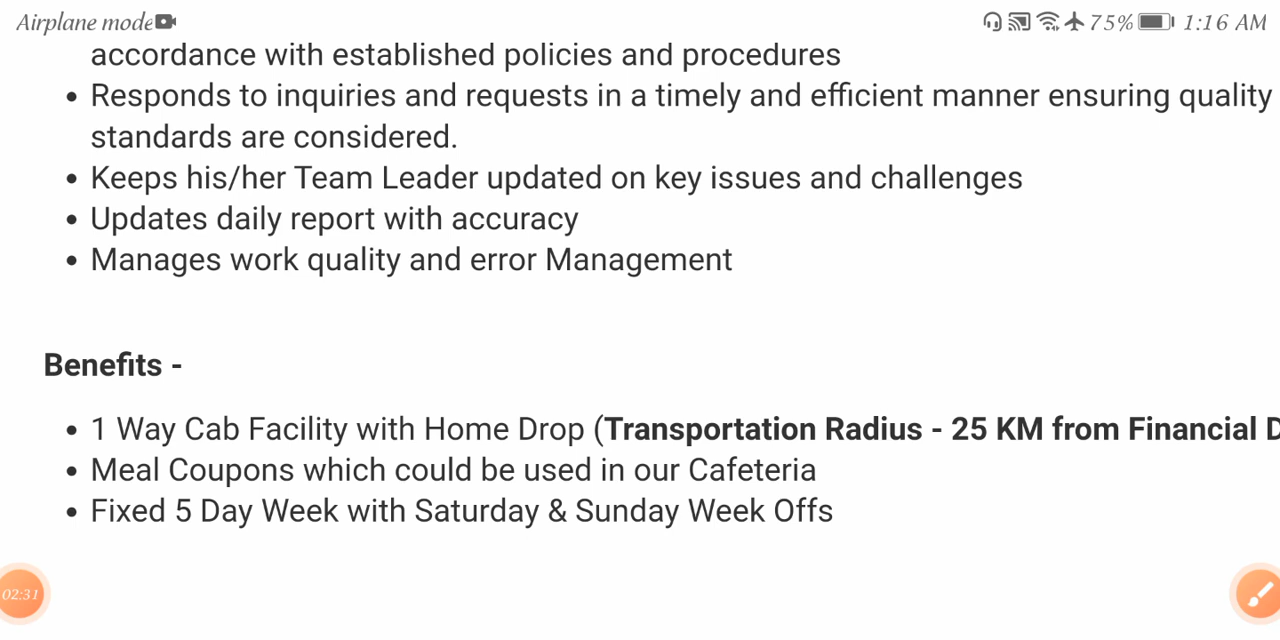 Airplane mode 75% 1:16 AM
accordance with established policies and procedures
• Responds to inquiries and requests in a timely and efficient manner ensuring quality
standards are considered.
• Keeps his/her Team Leader updated on key issues and challenges
• Updates daily report with accuracy
• Manages work quality and error Management
Benefits -
• 1 Way Cab Facility with Home Drop (Transportation Radius - 25 KM from Financial D
• Meal Coupons which could be used in our Cafeteria
• Fixed 5 Day Week with Saturday & Sunday Week Offs
02:31